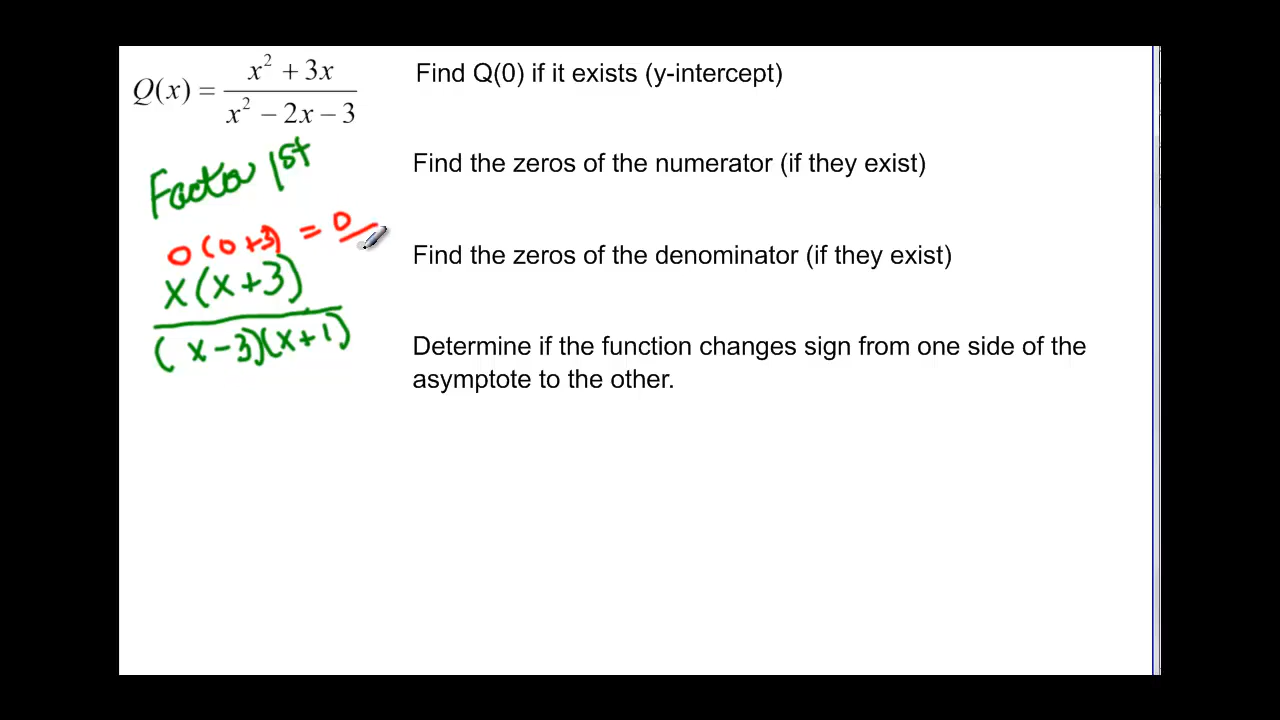 Q(x) = (x² + 3x) / (x² − 2x − 3)
Factor 1st
0(0+3) = 0
x(x+3)
(x−3)(x+1)
Find Q(0) if it exists (y-intercept)
Find the zeros of the numerator (if they exist)
Find the zeros of the denominator (if they exist)
Determine if the function changes sign from one side of the
asymptote to the other.